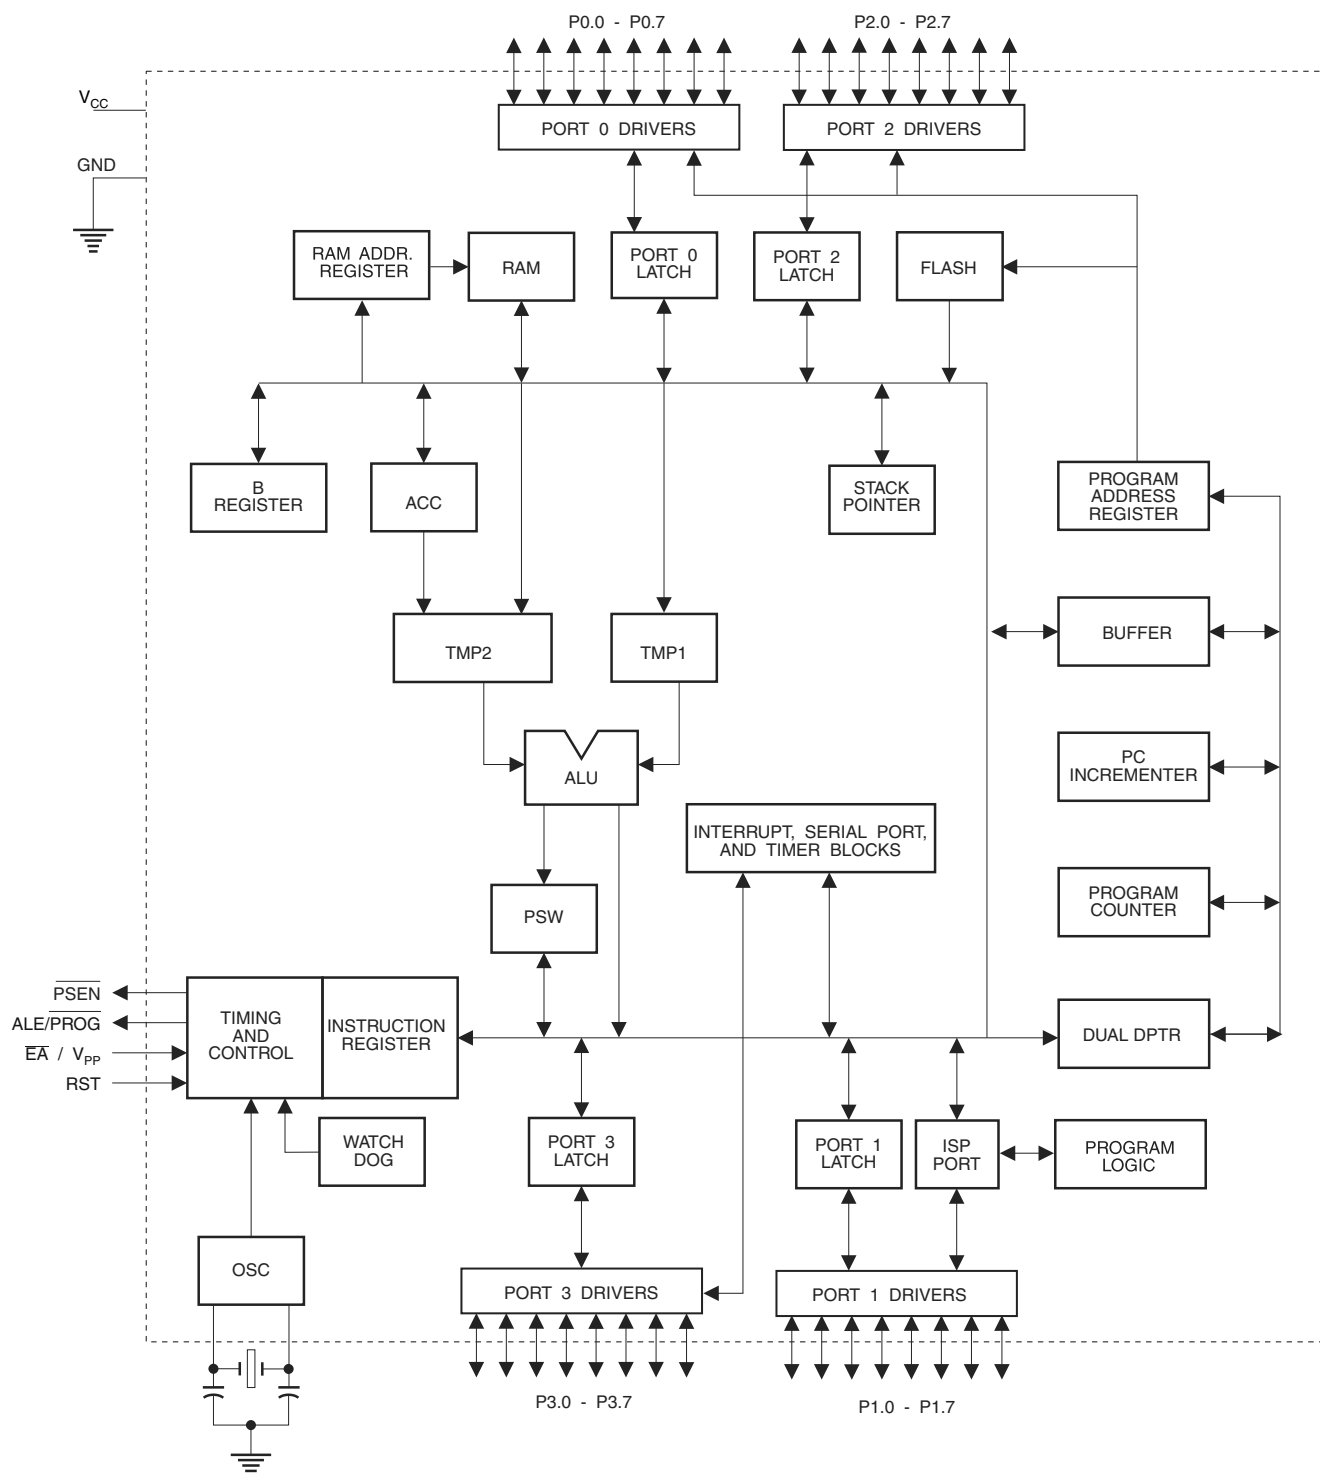 P0.0 - P0.7
P2.0 - P2.7
VCC
GND
PORT 0 DRIVERS
PORT 2 DRIVERS
RAM ADDR.
REGISTER
RAM
PORT 0
LATCH
PORT 2
LATCH
FLASH
B
REGISTER
ACC
STACK
POINTER
PROGRAM
ADDRESS
REGISTER
TMP2
TMP1
BUFFER
ALU
PC
INCREMENTER
INTERRUPT, SERIAL PORT,
AND TIMER BLOCKS
PSW
PROGRAM
COUNTER
PSEN
ALE/PROG
EA / VPP
RST
TIMING
AND
CONTROL
INSTRUCTION
REGISTER
DUAL DPTR
WATCH
DOG
PORT 3
LATCH
PORT 1
LATCH
ISP
PORT
PROGRAM
LOGIC
OSC
PORT 3 DRIVERS
PORT 1 DRIVERS
P3.0 - P3.7
P1.0 - P1.7